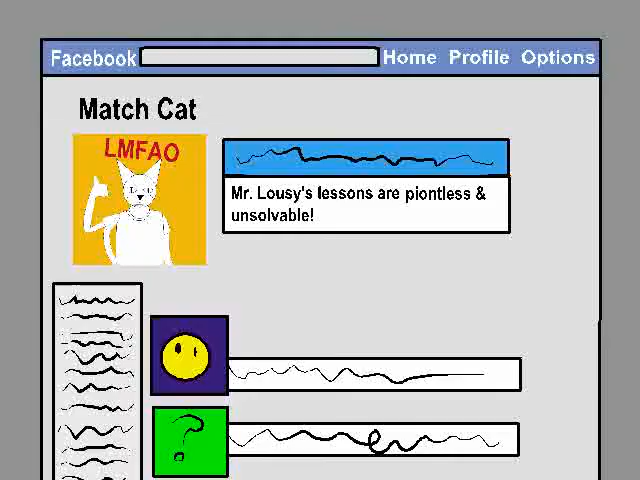 Facebook
Home Profile Options
Match Cat
LMFAO
Mr. Lousy's lessons are piontless &
unsolvable!
?